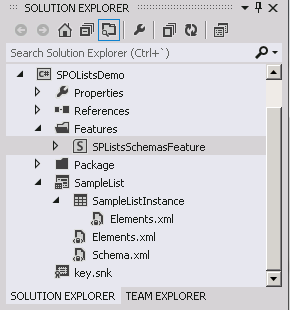 SOLUTION EXPLORER
Search Solution Explorer (Ctrl+`)
C# SPOListsDemo
Properties
References
Features
S SPListsSchemasFeature
Package
SampleList
SampleListInstance
Elements.xml
Elements.xml
Schema.xml
key.snk
SOLUTION EXPLORER TEAM EXPLORER